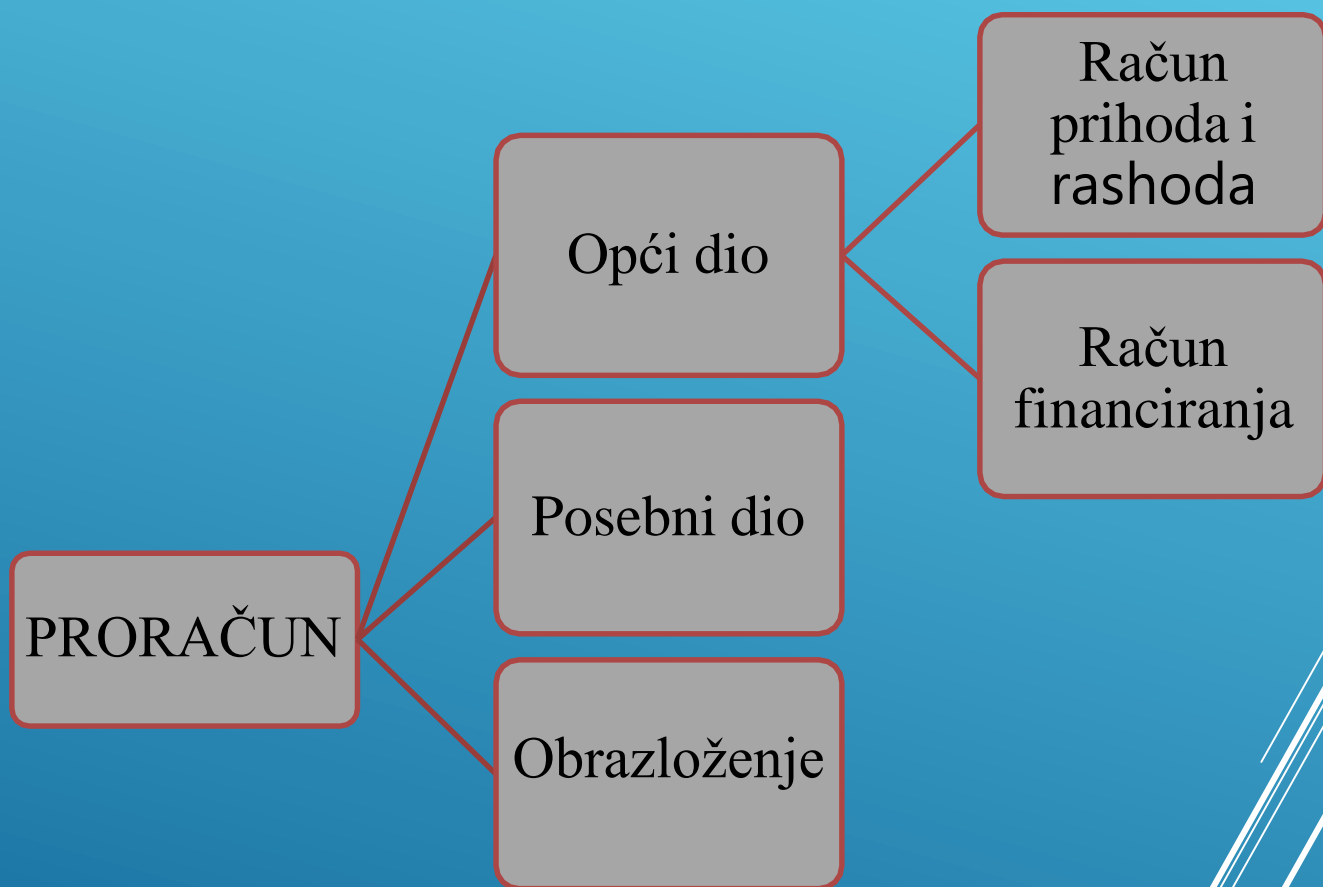 PRORAČUN
Opći dio
Račun
prihoda i
rashoda
Račun
financiranja
Posebni dio
Obrazloženje